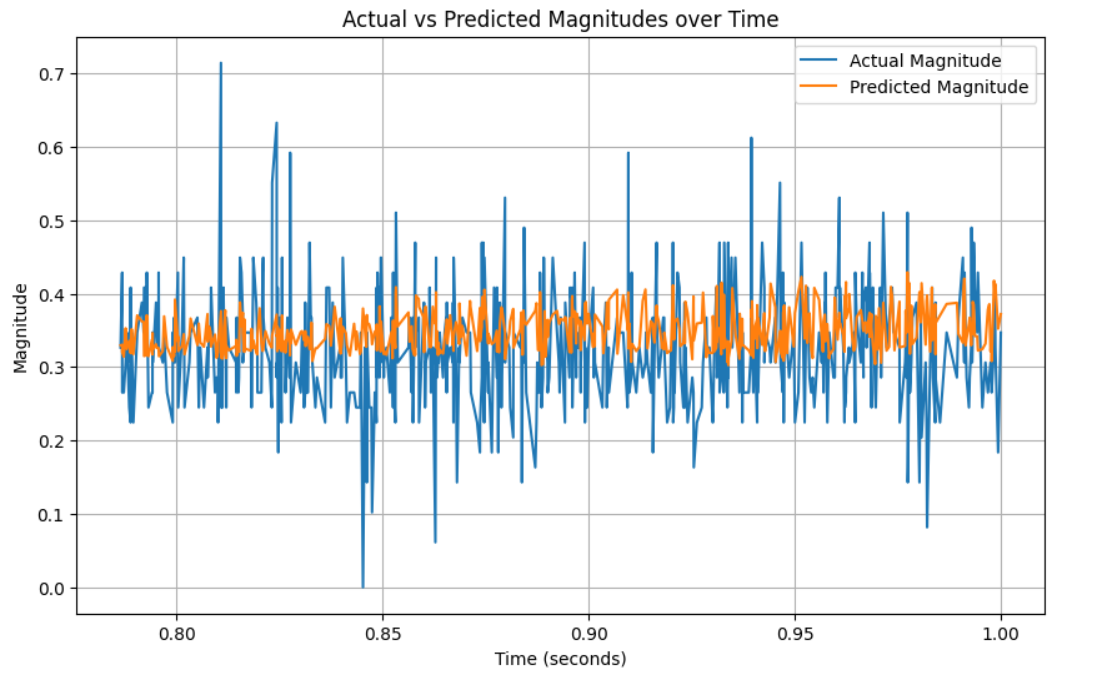 Actual vs Predicted Magnitudes over Time
Actual Magnitude
Predicted Magnitude
Magnitude
0.7
0.6
0.5
0.4
0.3
0.2
0.1
0.0
0.80 0.85 0.90 0.95 1.00
Time (seconds)